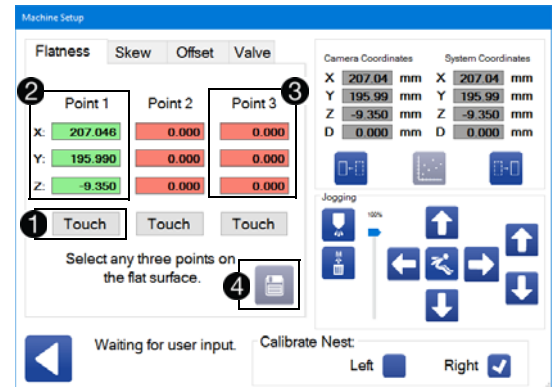 Machine Setup
Flatness Skew Offset Valve
2 3
Point 1 Point 2 Point 3
X: 207.046 0.000 0.000
Y: 195.990 0.000 0.000
Z: -9.350 0.000 0.000
1 Touch Touch Touch
Select any three points on
the flat surface.
4
Camera Coordinates System Coordinates
X 207.04 mm X 207.04 mm
Y 195.99 mm Y 195.99 mm
Z -9.350 mm Z -9.350 mm
D 0.000 mm D 0.000 mm
Jogging
100%
Waiting for user input.
Calibrate Nest:
Left Right